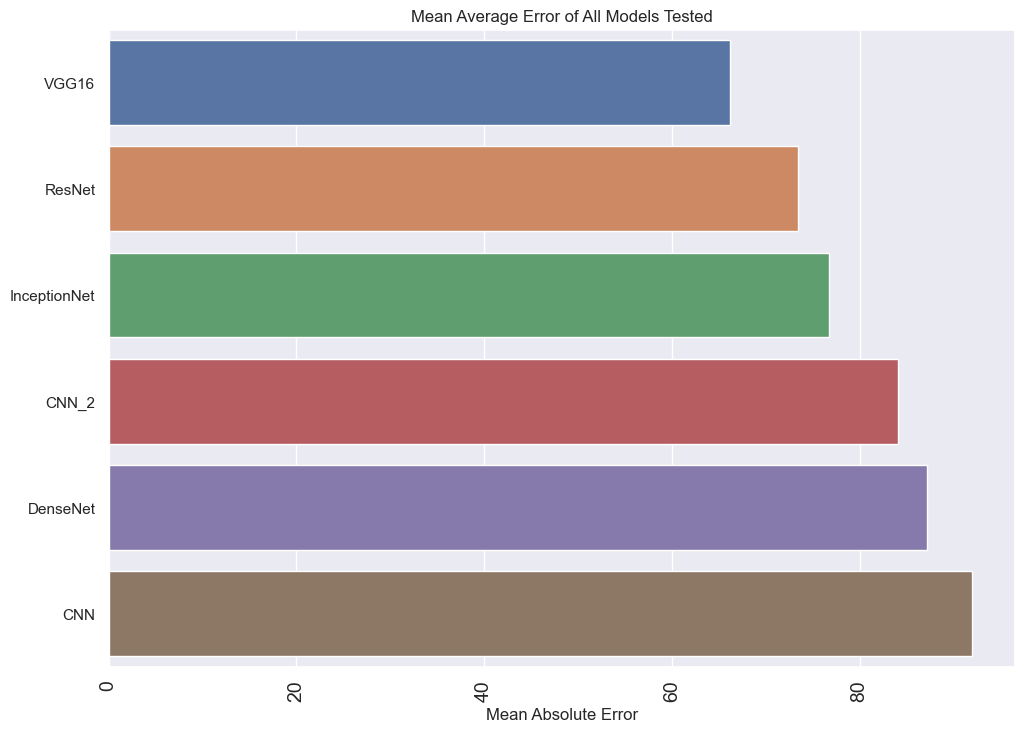 Mean Average Error of All Models Tested
VGG16
ResNet
InceptionNet
CNN_2
DenseNet
CNN
0
20
40
60
80
Mean Absolute Error